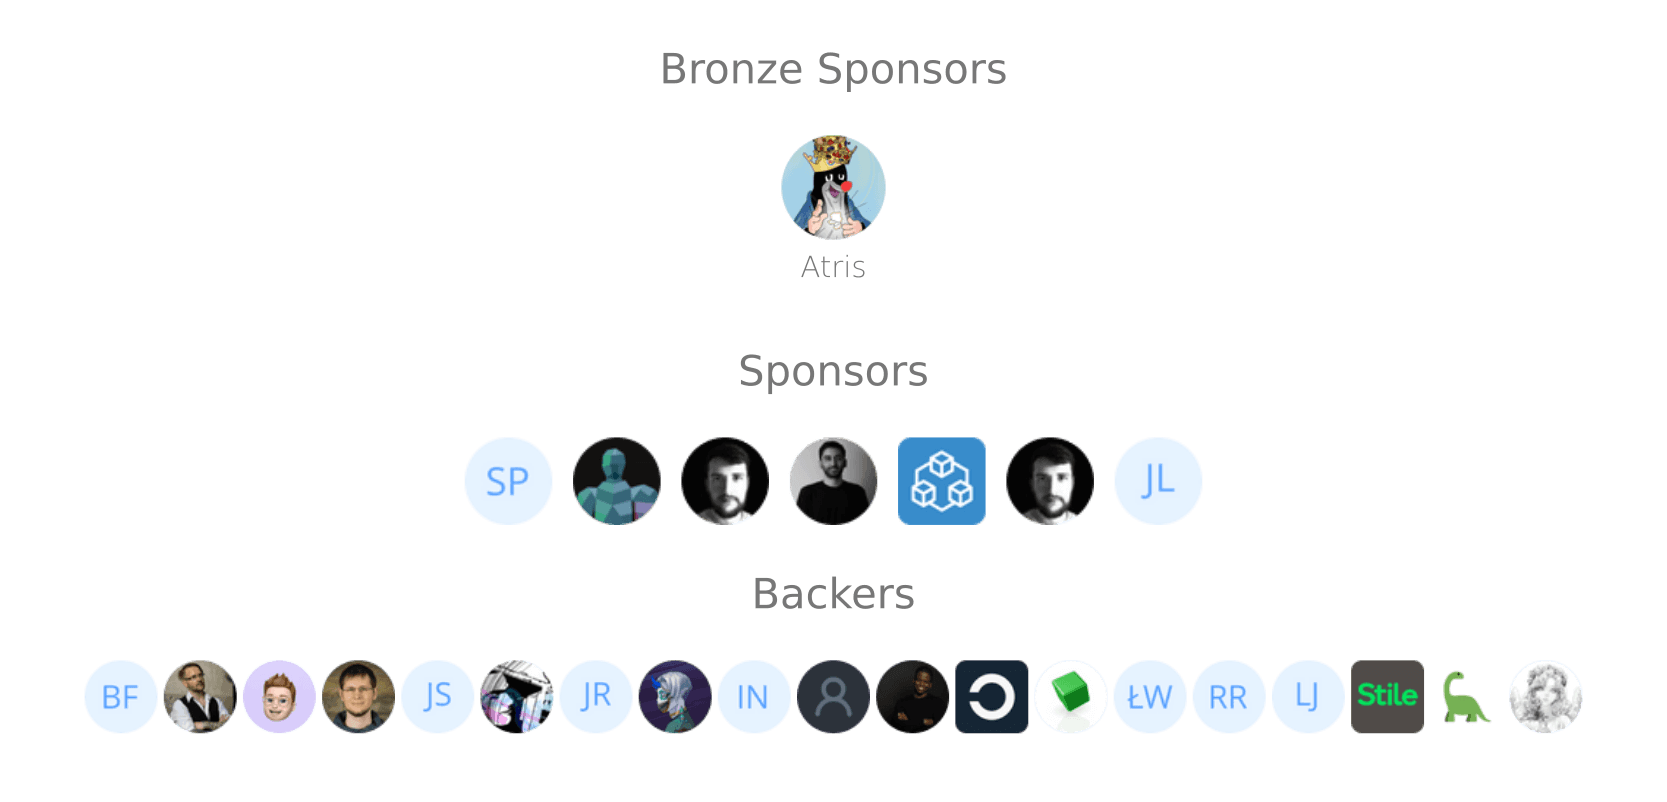 Bronze Sponsors
Atris
Sponsors
SP JL
Backers
BF JS JR IN ŁW RR LJ Stile